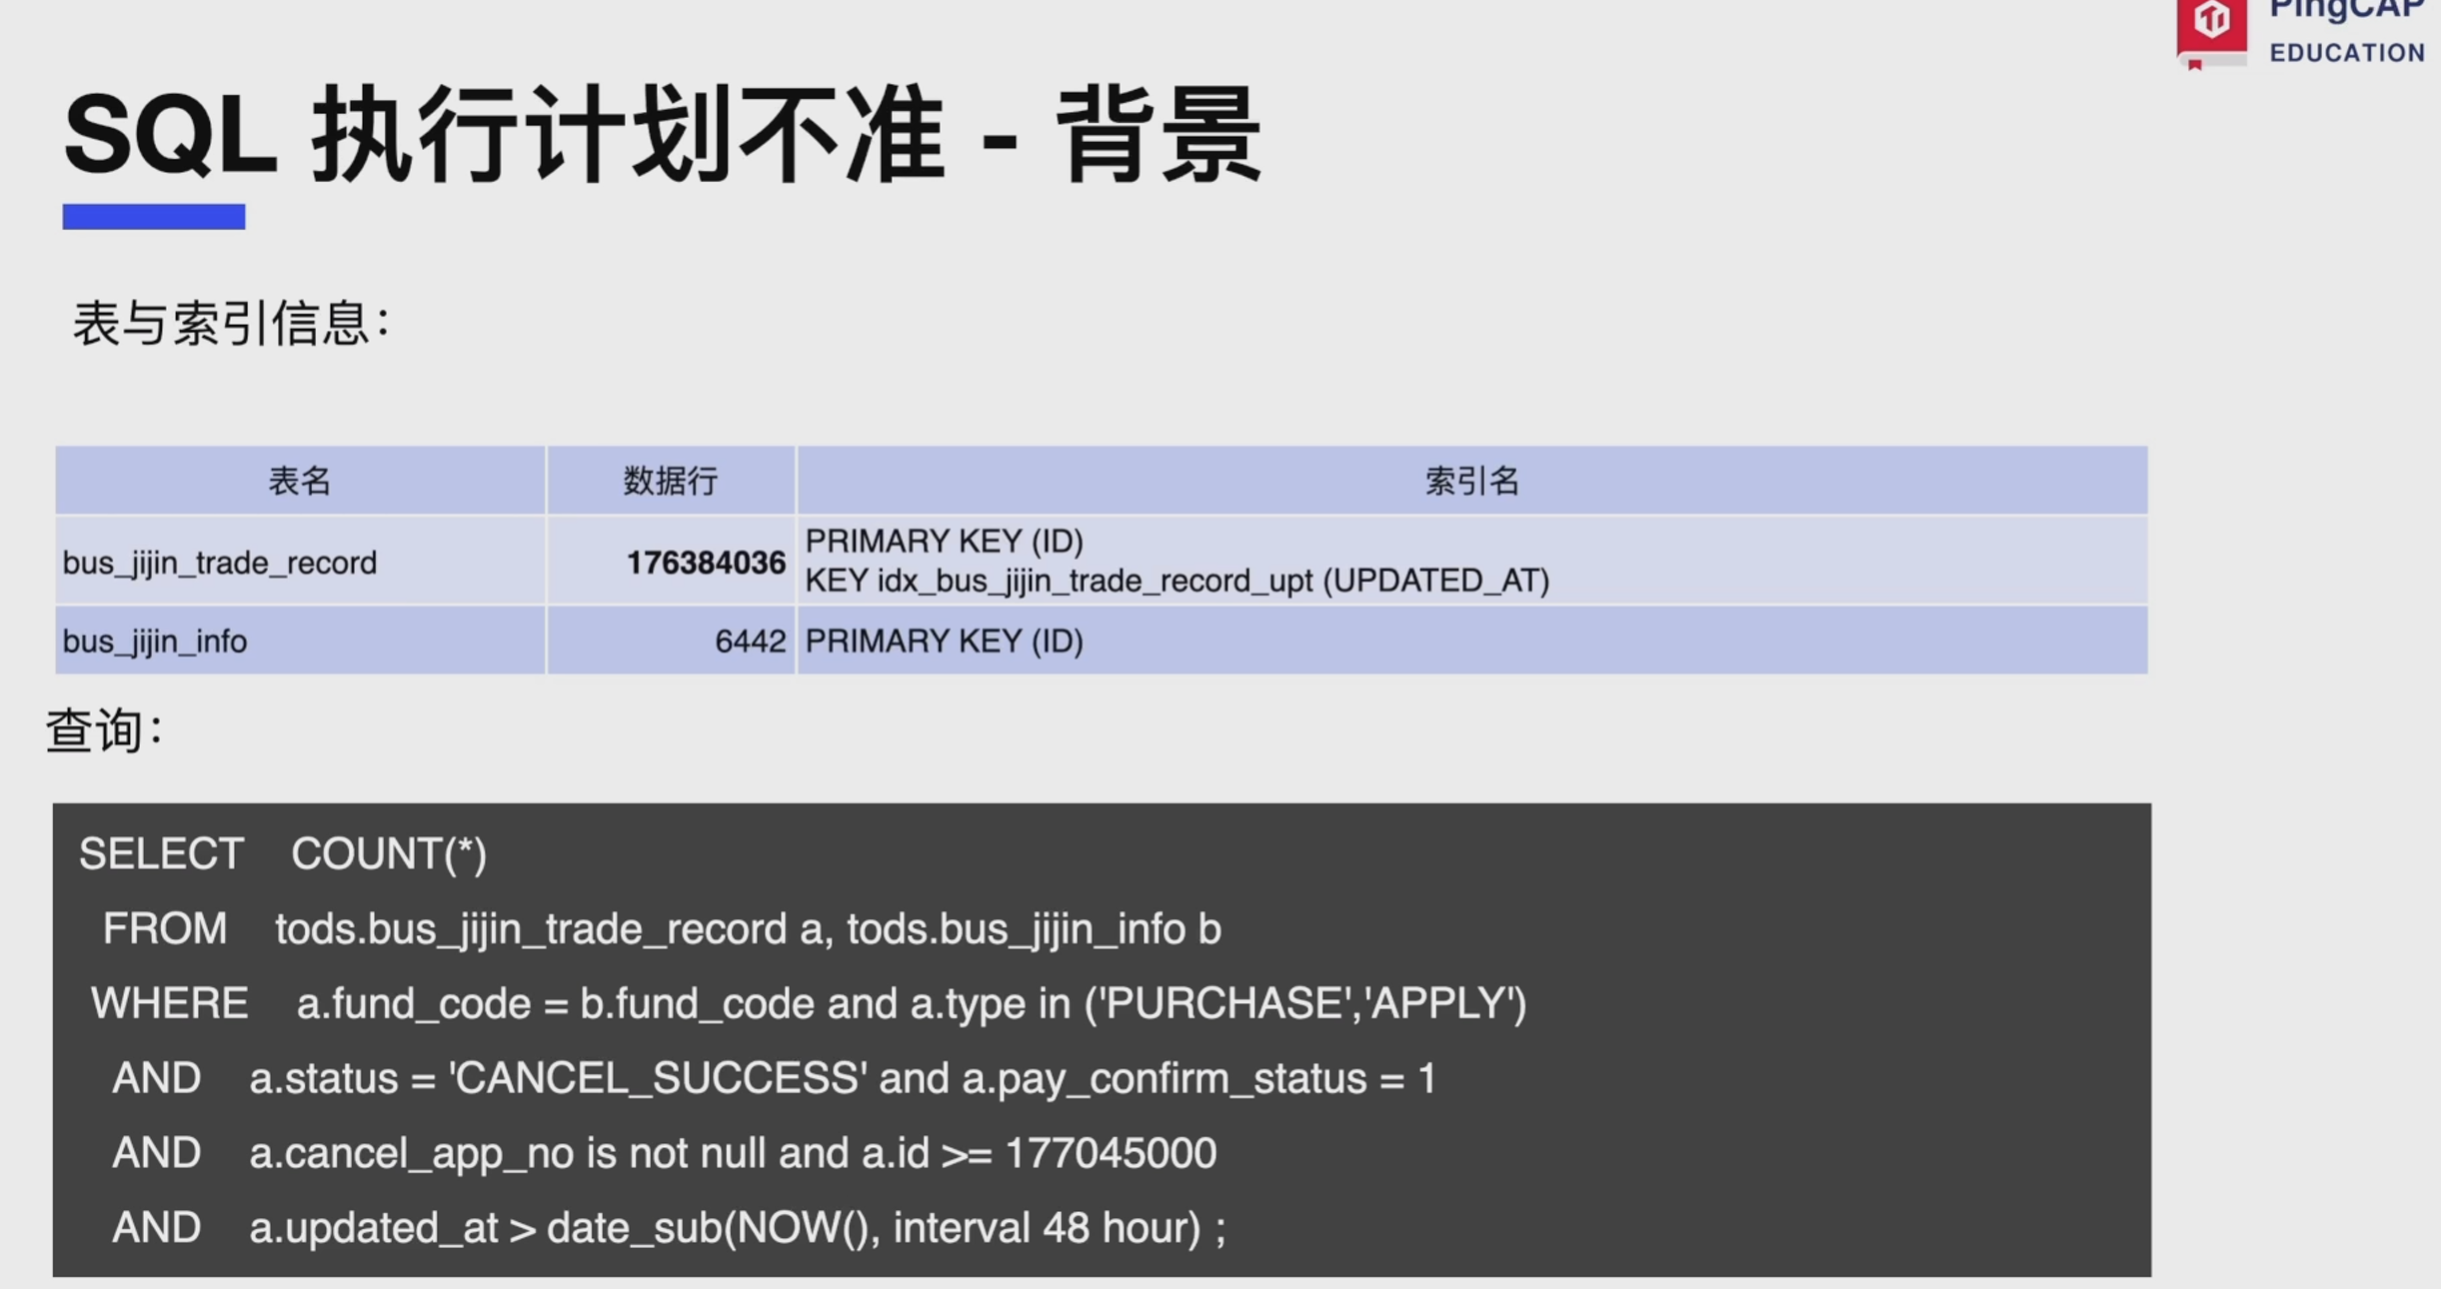 PingCAP
EDUCATION
SQL 执行计划不准 - 背景
表与索引信息：
表名 数据行 索引名
bus_jijin_trade_record 176384036 PRIMARY KEY (ID)
KEY idx_bus_jijin_trade_record_upt (UPDATED_AT)
bus_jijin_info 6442 PRIMARY KEY (ID)
查询：
SELECT COUNT(*)
FROM tods.bus_jijin_trade_record a, tods.bus_jijin_info b
WHERE a.fund_code = b.fund_code and a.type in ('PURCHASE','APPLY')
AND a.status = 'CANCEL_SUCCESS' and a.pay_confirm_status = 1
AND a.cancel_app_no is not null and a.id >= 177045000
AND a.updated_at > date_sub(NOW(), interval 48 hour) ;